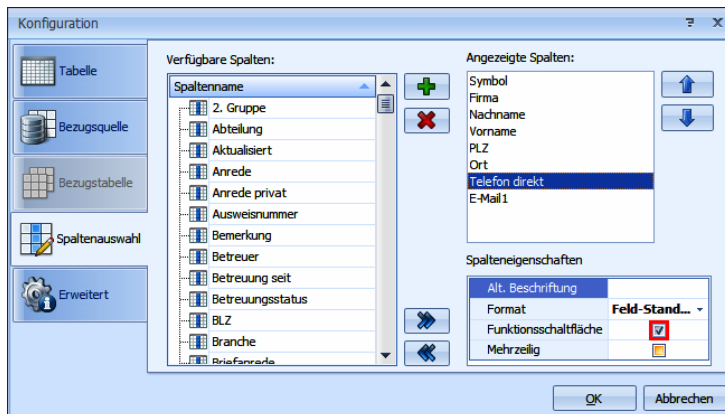 Konfiguration
Tabelle
Bezugsquelle
Bezugstabelle
Spaltenauswahl
Erweitert
Verfügbare Spalten:
Spaltenname
2. Gruppe
Abteilung
Aktualisiert
Anrede
Anrede privat
Ausweisnummer
Bemerkung
Betreuer
Betreuung seit
Betreuungsstatus
BLZ
Branche
Briefanrede
Angezeigte Spalten:
Symbol
Firma
Nachname
Vorname
PLZ
Ort
Telefon direkt
E-Mail1
Spalteneigenschaften
Alt. Beschriftung
Format Feld-Stand...
Funktionsschaltfläche
Mehrzeilig
OK Abbrechen